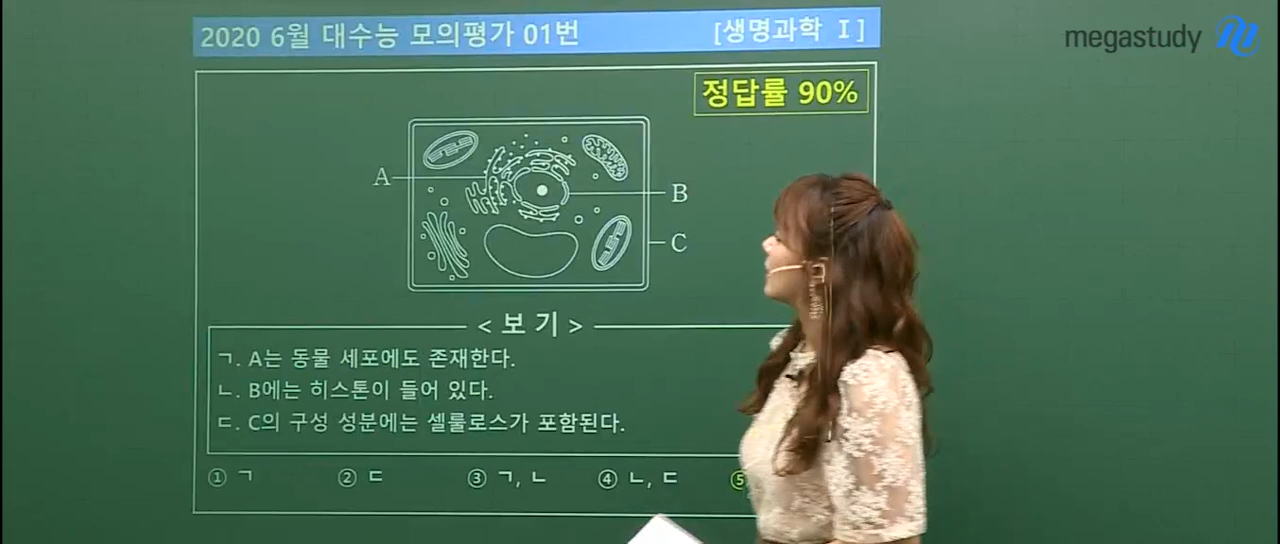 2020 6월 대수능 모의평가 01번 [생명과학 Ⅰ]
megastudy
정답률 90%
A
B
C
< 보 기 >
ㄱ. A는 동물 세포에도 존재한다.
ㄴ. B에는 히스톤이 들어 있다.
ㄷ. C의 구성 성분에는 셀룰로스가 포함된다.
① ㄱ ② ㄷ ③ ㄱ, ㄴ ④ ㄴ, ㄷ ⑤